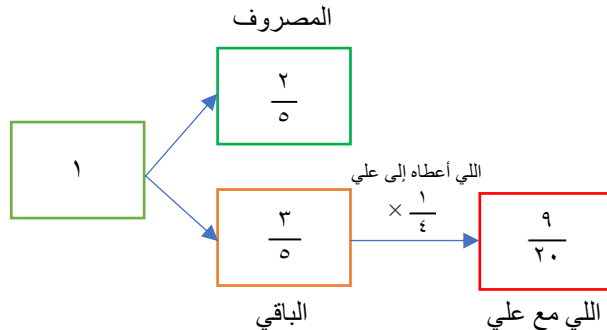 المصروف
٢/٥
١
اللي أعطاه إلى علي
× ١/٤
٣/٥
٩/٢٠
الباقي
اللي مع علي